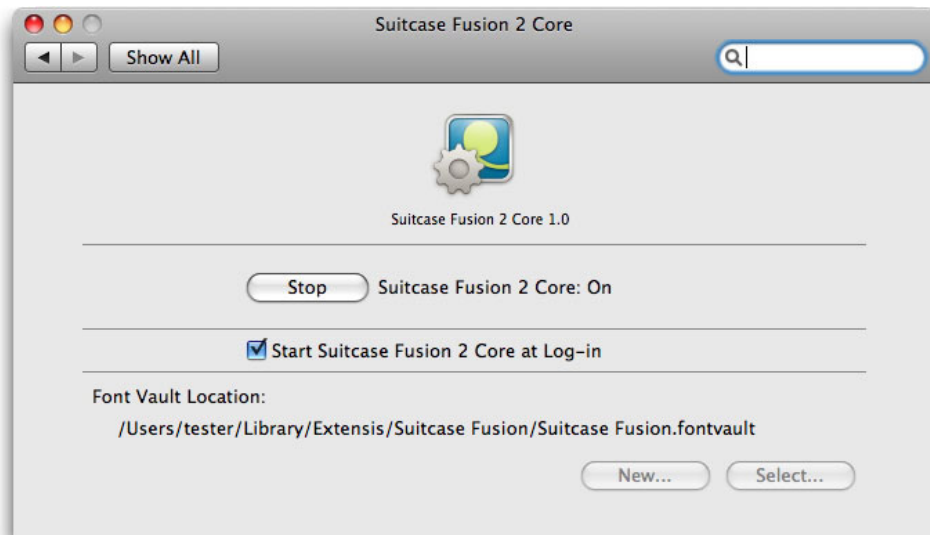 Suitcase Fusion 2 Core
Show All
Suitcase Fusion 2 Core 1.0
Stop Suitcase Fusion 2 Core: On
Start Suitcase Fusion 2 Core at Log-in
Font Vault Location:
/Users/tester/Library/Extensis/Suitcase Fusion/Suitcase Fusion.fontvault
New... Select...